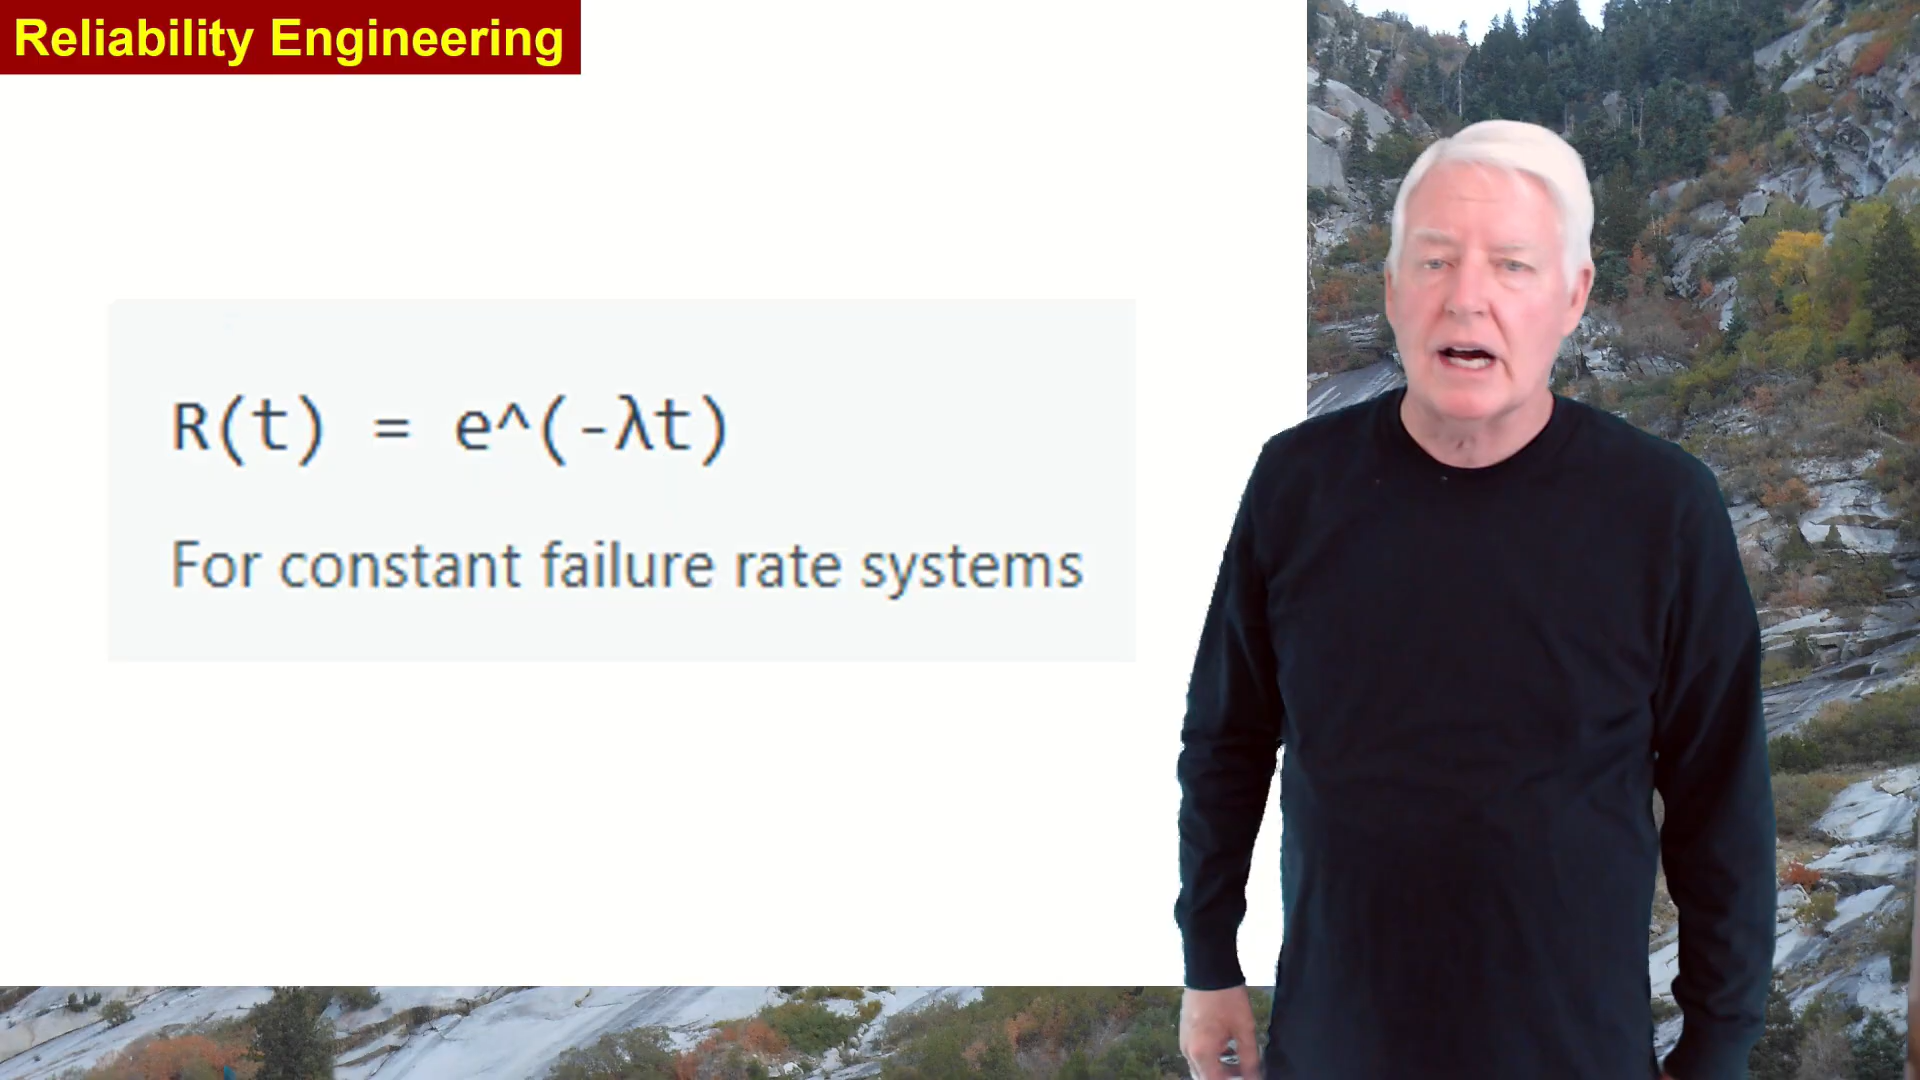 Reliability Engineering
R(t) = e^(-λt)
For constant failure rate systems